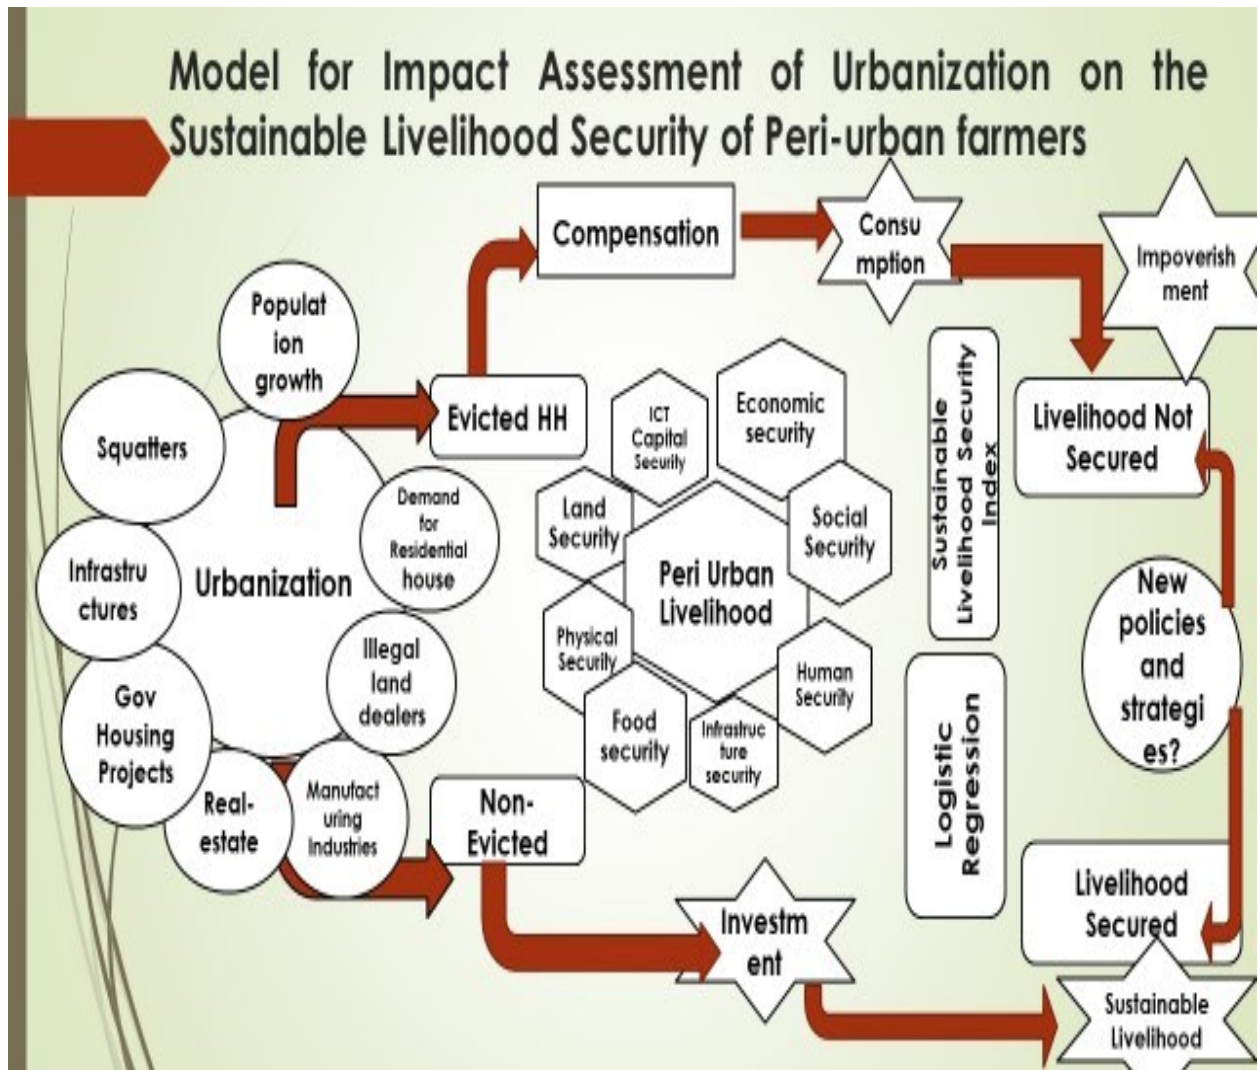 Model for Impact Assessment of Urbanization on the
Sustainable Livelihood Security of Peri-urban farmers
Compensation
Consu
mption
Impoverish
ment
Populat
ion
growth
Evicted HH
ICT
Capital
Security
Economic
security
Sustainable
Livelihood Security
Index
Livelihood Not
Secured
Squatters
Demand
for
Residential
house
Land
Security
Social
Security
Infrastru
ctures
Urbanization
Peri Urban
Livelihood
New
policies
and
strategi
es?
Illegal
land
dealers
Physical
Security
Human
Security
Gov
Housing
Projects
Food
security
Infrastruc
ture
security
Logistic
Regression
Real-
estate
Manufact
uring
Industries
Non-
Evicted
Livelihood
Secured
Investm
ent
Sustainable
Livelihood